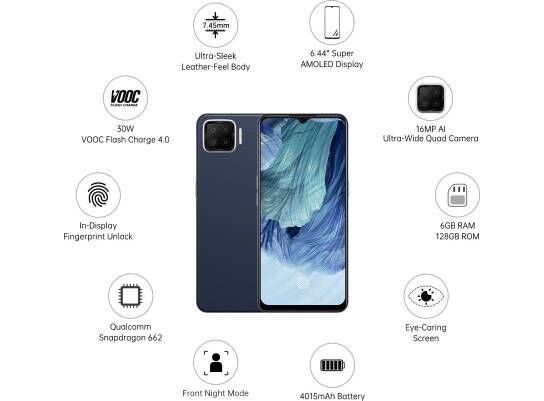 7.45mm
Ultra-Sleek
Leather-Feel Body
6.44" Super
AMOLED Display
VOOC
FLASH CHARGE
30W
VOOC Flash Charge 4.0
16MP AI
Ultra-Wide Quad Camera
In-Display
Fingerprint Unlock
6GB RAM
128GB ROM
Qualcomm
Snapdragon 662
Eye-Caring
Screen
Front Night Mode
4015mAh Battery